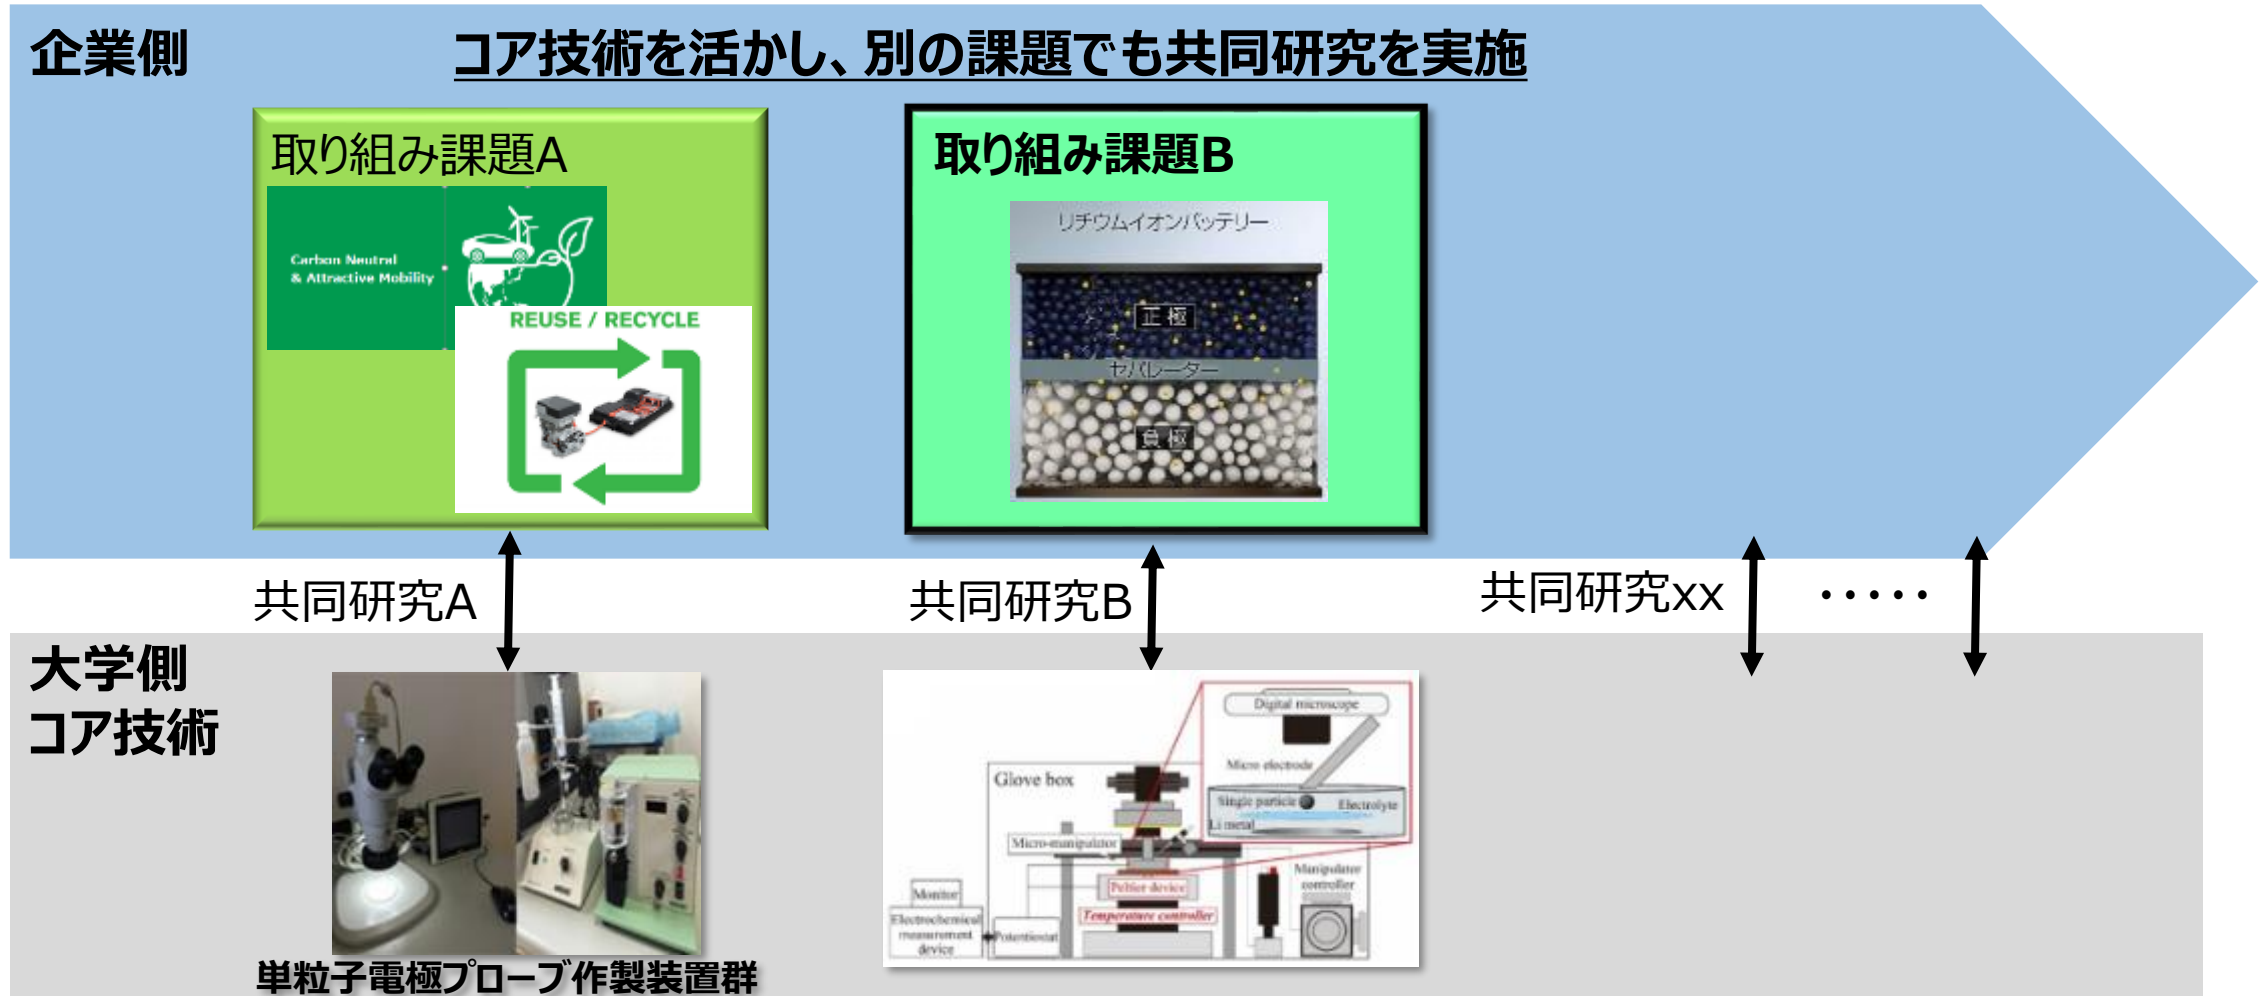 企業側
コア技術を活かし、別の課題でも共同研究を実施
取り組み課題A
Carbon Neutral
& Attractive Mobility
REUSE / RECYCLE
取り組み課題B
リチウムイオンバッテリー
正極
セパレーター
負極
共同研究A
共同研究B
共同研究xx
・・・・・
大学側
コア技術
単粒子電極プローブ作製装置群
Digital microscope
Micro electrode
Single particle
Electrolyte
Li metal
Glove box
Micro-manipulator
Peltier device
Temperature controller
Manipulator
controller
Monitor
Electrochemical
measurement
device
Potentiostat